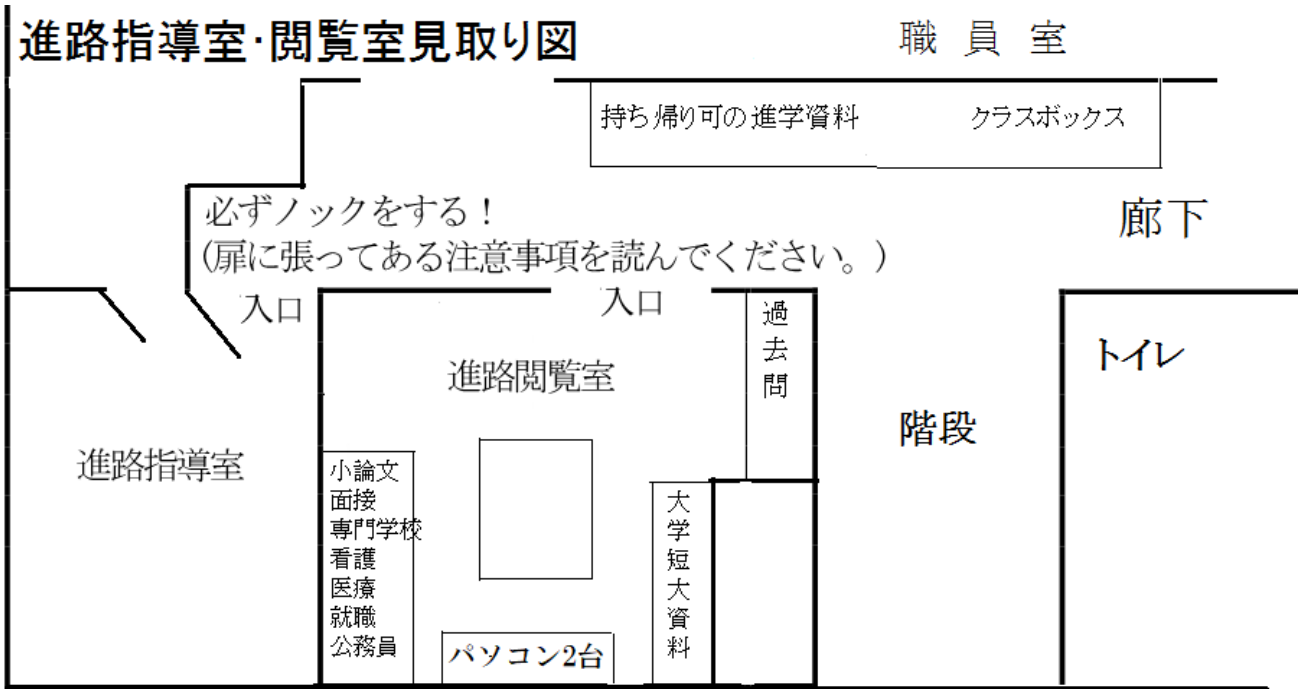 進路指導室・閲覧室見取り図
職員室
持ち帰り可の進学資料
クラスボックス
必ずノックをする!
(扉に張ってある注意事項を読んでください。)
廊下
入口
入口
過去問
トイレ
進路閲覧室
階段
進路指導室
小論文
面接
専門学校
看護
医療
就職
公務員
大学短大資料
パソコン2台